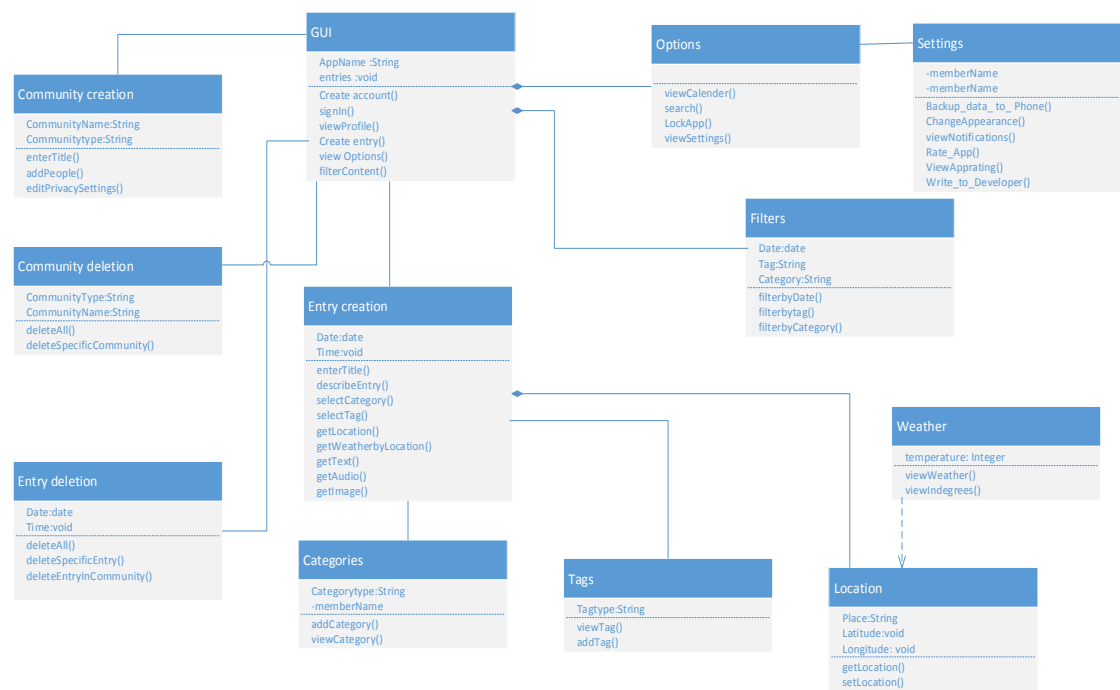 GUI
AppName :String
entries :void
Create account()
signIn()
viewProfile()
Create entry()
view Options()
filterContent()
Options
viewCalender()
search()
LockApp()
viewSettings()
Settings
-memberName
-memberName
Backup_data_ to_ Phone()
ChangeAppearance()
viewNotifications()
Rate_App()
ViewApprating()
Write_to_Developer()
Community creation
CommunityName:String
Communitytype:String
enterTitle()
addPeople()
editPrivacySettings()
Filters
Date:date
Tag:String
Category:String
filterbyDate()
filterbytag()
filterbyCategory()
Community deletion
CommunityType:String
CommunityName:String
deleteAll()
deleteSpecificCommunity()
Entry creation
Date:date
Time:void
enterTitle()
describeEntry()
selectCategory()
selectTag()
getLocation()
getWeatherbyLocation()
getText()
getAudio()
getImage()
Weather
temperature: Integer
viewWeather()
viewIndegrees()
Entry deletion
Date:date
Time:void
deleteAll()
deleteSpecificEntry()
deleteEntryInCommunity()
Categories
Categorytype:String
-memberName
addCategory()
viewCategory()
Tags
Tagtype:String
viewTag()
addTag()
Location
Place:String
Latitude:void
Longitude: void
getLocation()
setLocation()